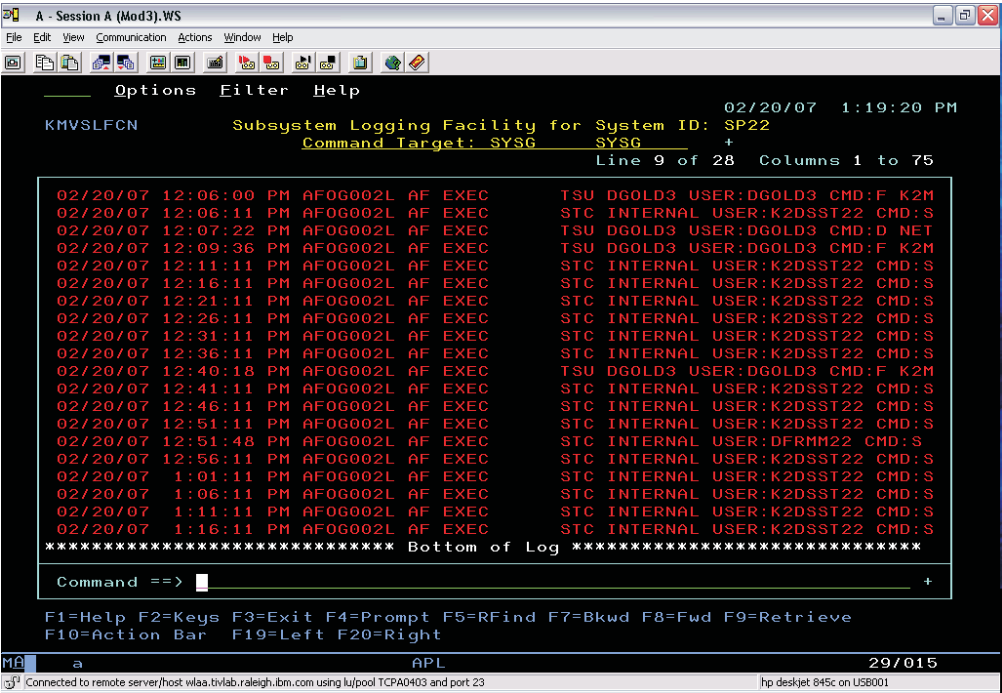 A - Session A (Mod3).WS
File Edit View Communication Actions Window Help
Options Filter Help
02/20/07 1:19:20 PM
KMVSLFCN Subsystem Logging Facility for System ID: SP22
Command Target: SYSG SYSG +
Line 9 of 28 Columns 1 to 75
02/20/07 12:06:00 PM AFOG002L AF EXEC TSU DGOLD3 USER:DGOLD3 CMD:F K2M
02/20/07 12:06:11 PM AFOG002L AF EXEC STC INTERNAL USER:K2DSST22 CMD:S
02/20/07 12:07:22 PM AFOG002L AF EXEC TSU DGOLD3 USER:DGOLD3 CMD:D NET
02/20/07 12:09:36 PM AFOG002L AF EXEC TSU DGOLD3 USER:DGOLD3 CMD:F K2M
02/20/07 12:11:11 PM AFOG002L AF EXEC STC INTERNAL USER:K2DSST22 CMD:S
02/20/07 12:16:11 PM AFOG002L AF EXEC STC INTERNAL USER:K2DSST22 CMD:S
02/20/07 12:21:11 PM AFOG002L AF EXEC STC INTERNAL USER:K2DSST22 CMD:S
02/20/07 12:26:11 PM AFOG002L AF EXEC STC INTERNAL USER:K2DSST22 CMD:S
02/20/07 12:31:11 PM AFOG002L AF EXEC STC INTERNAL USER:K2DSST22 CMD:S
02/20/07 12:36:11 PM AFOG002L AF EXEC STC INTERNAL USER:K2DSST22 CMD:S
02/20/07 12:40:18 PM AFOG002L AF EXEC TSU DGOLD3 USER:DGOLD3 CMD:F K2M
02/20/07 12:41:11 PM AFOG002L AF EXEC STC INTERNAL USER:K2DSST22 CMD:S
02/20/07 12:46:11 PM AFOG002L AF EXEC STC INTERNAL USER:K2DSST22 CMD:S
02/20/07 12:51:11 PM AFOG002L AF EXEC STC INTERNAL USER:K2DSST22 CMD:S
02/20/07 12:51:48 PM AFOG002L AF EXEC STC INTERNAL USER:DFRMM22 CMD:S
02/20/07 12:56:11 PM AFOG002L AF EXEC STC INTERNAL USER:K2DSST22 CMD:S
02/20/07 1:01:11 PM AFOG002L AF EXEC STC INTERNAL USER:K2DSST22 CMD:S
02/20/07 1:06:11 PM AFOG002L AF EXEC STC INTERNAL USER:K2DSST22 CMD:S
02/20/07 1:11:11 PM AFOG002L AF EXEC STC INTERNAL USER:K2DSST22 CMD:S
02/20/07 1:16:11 PM AFOG002L AF EXEC STC INTERNAL USER:K2DSST22 CMD:S
****************************** Bottom of Log ******************************
Command ==> +
F1=Help F2=Keys F3=Exit F4=Prompt F5=RFind F7=Bkwd F8=Fwd F9=Retrieve
F10=Action Bar F19=Left F20=Right
MA a APL 29/015
Connected to remote server/host wlaa.tivlab.raleigh.ibm.com using lu/pool TCPA0403 and port 23 hp deskjet 845c on USB001